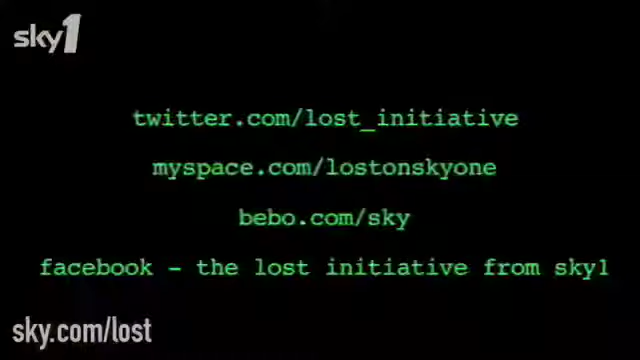 sky1
twitter.com/lost_initiative
myspace.com/lostonskyone
bebo.com/sky
facebook - the lost initiative from sky1
sky.com/lost